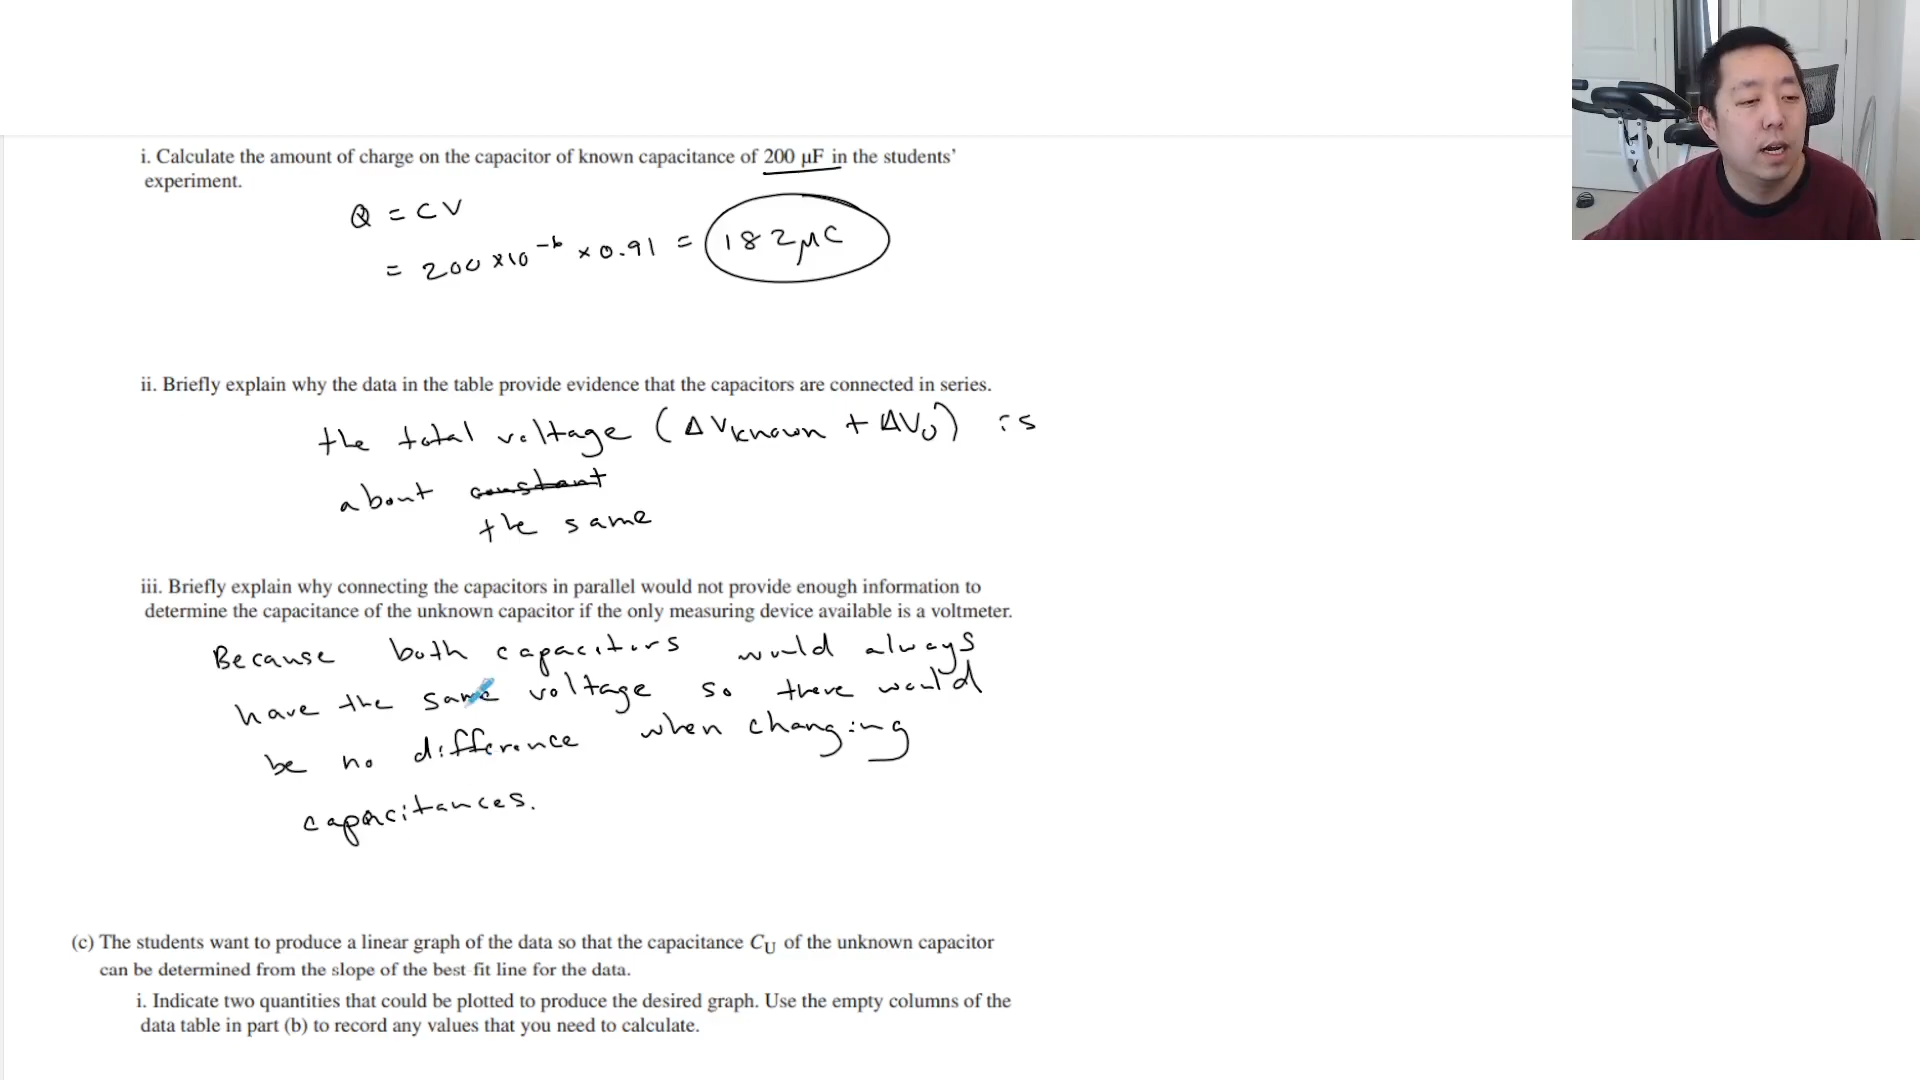 i. Calculate the amount of charge on the capacitor of known capacitance of 200 µF in the students’
experiment.
Q = CV
= 200 x10⁻⁶ x 0.91 = 182 µC
ii. Briefly explain why the data in the table provide evidence that the capacitors are connected in series.
the total voltage (ΔVknown + ΔVU) is
about constant
the same
iii. Briefly explain why connecting the capacitors in parallel would not provide enough information to
determine the capacitance of the unknown capacitor if the only measuring device available is a voltmeter.
Because both capacitors would always
have the same voltage so there would
be no difference when changing
capacitances.
(c) The students want to produce a linear graph of the data so that the capacitance CU of the unknown capacitor
can be determined from the slope of the best fit line for the data.
i. Indicate two quantities that could be plotted to produce the desired graph. Use the empty columns of the
data table in part (b) to record any values that you need to calculate.